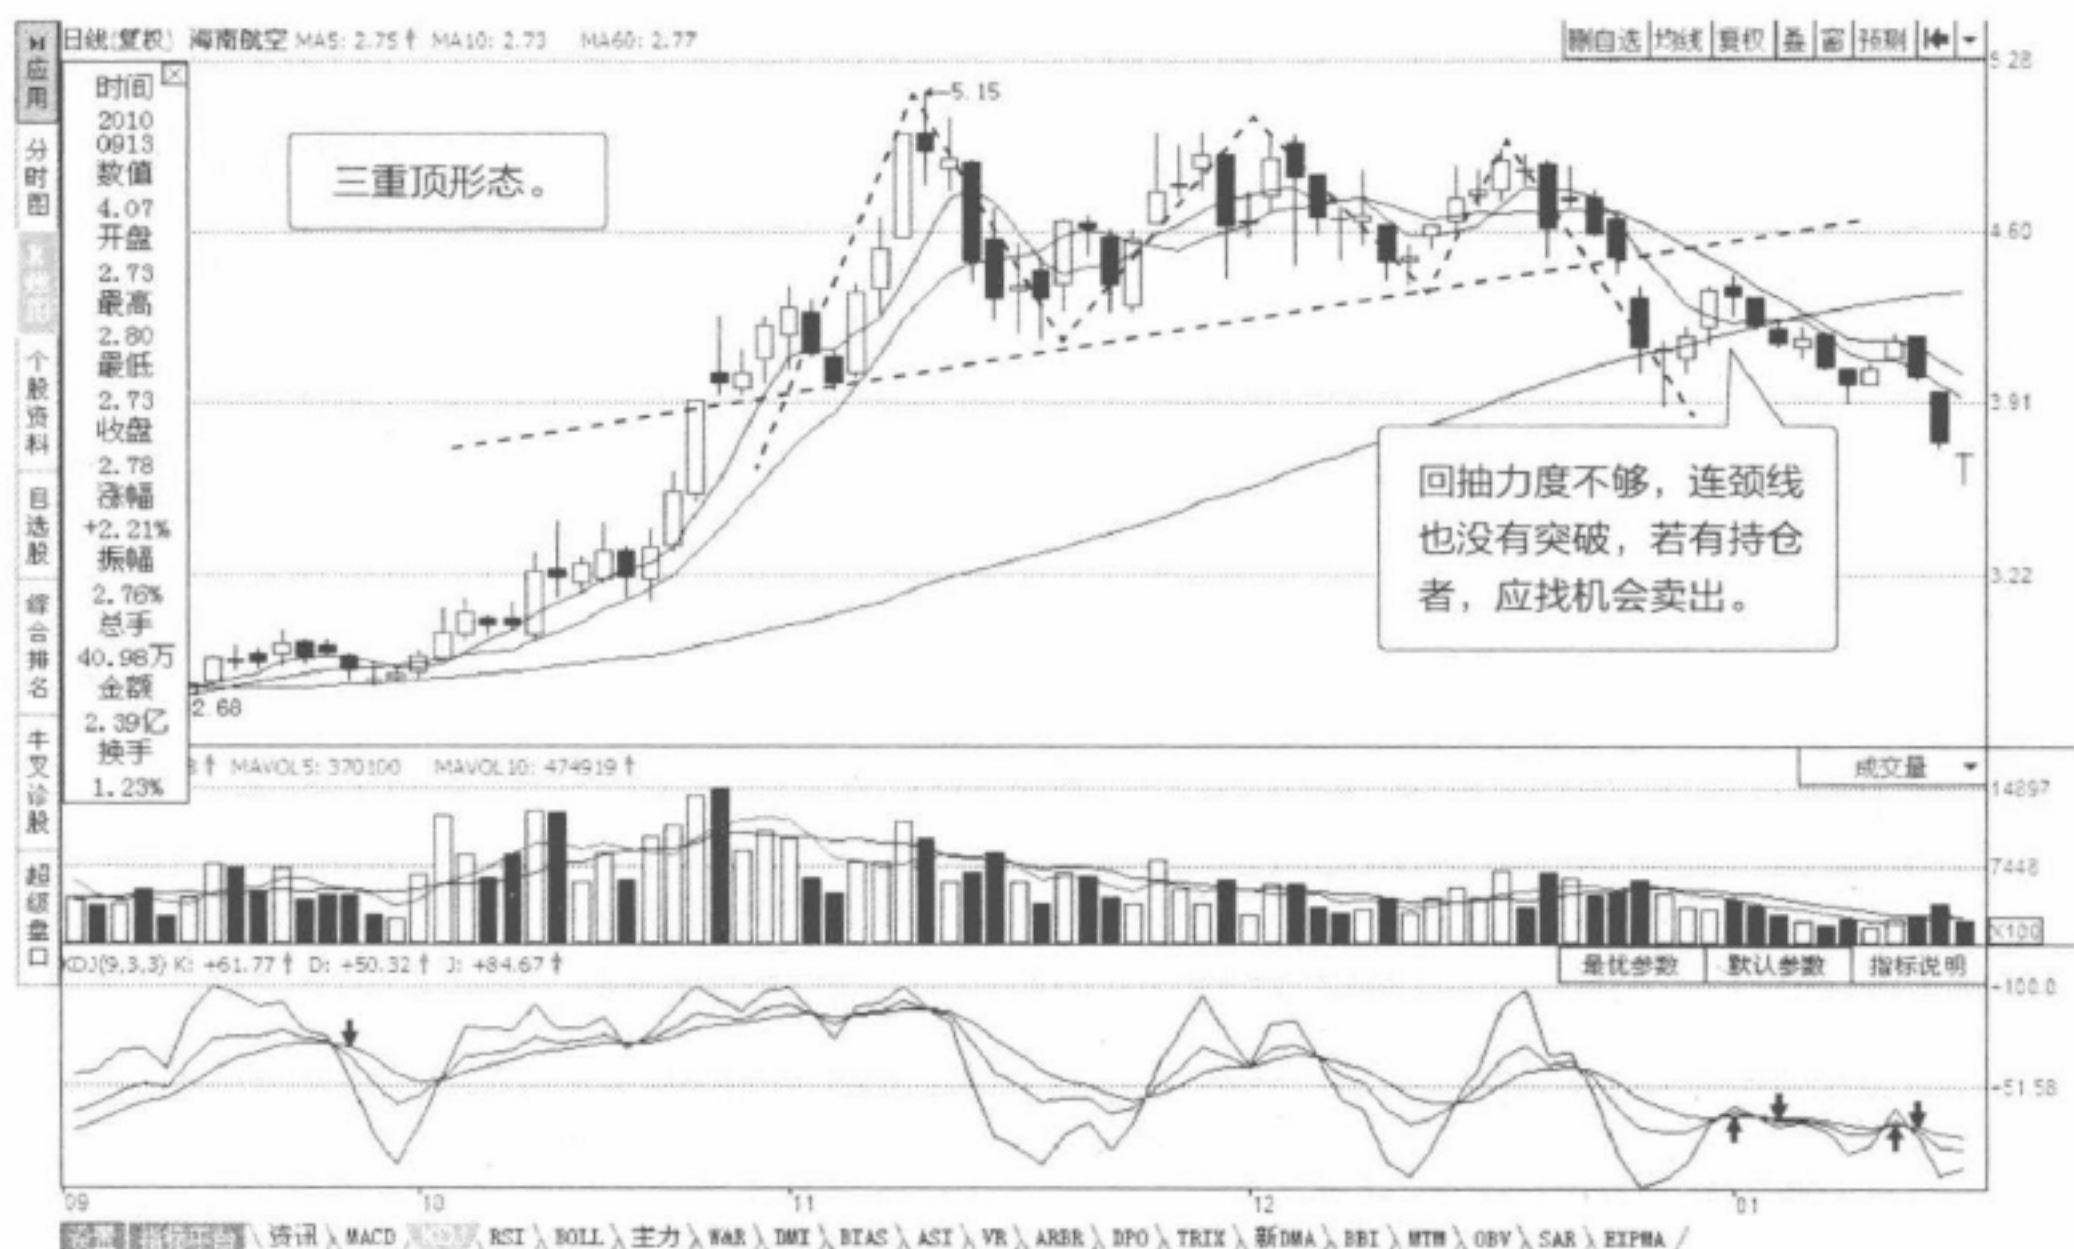 日线(复权) 海南航空 MA5: 2.75↑ MA10: 2.73 MA60: 2.77
删自选 均线 复权 叠 窗 预测
应用
分时图
个股资料
自选股
综合排名
牛叉诊股
超级盘口
时间
2010
0913
数值
4.07
开盘
2.73
最高
2.80
最低
2.73
收盘
2.78
涨幅
+2.21%
振幅
2.76%
总手
40.98万
金额
2.39亿
换手
1.23%
三重顶形态。
5.15
5.28
4.60
3.91
3.22
2.68
回抽力度不够，连颈线
也没有突破，若有持仓
者，应找机会卖出。
MAVOL5: 370100 MAVOL10: 474919↑
成交量
14897
7448
X100
KDJ(9,3,3) K: +61.77↑ D: +50.32↑ J: +84.67↑
最优参数 默认参数 指标说明
+100.0
+51.58
09 10 11 12 01
资讯 MACD KDJ RSI BOLL 主力 W&R DMI BIAS ASI VR ARBR DPO TRIX 新DMA BBI MTM OBV SAR EXPMA